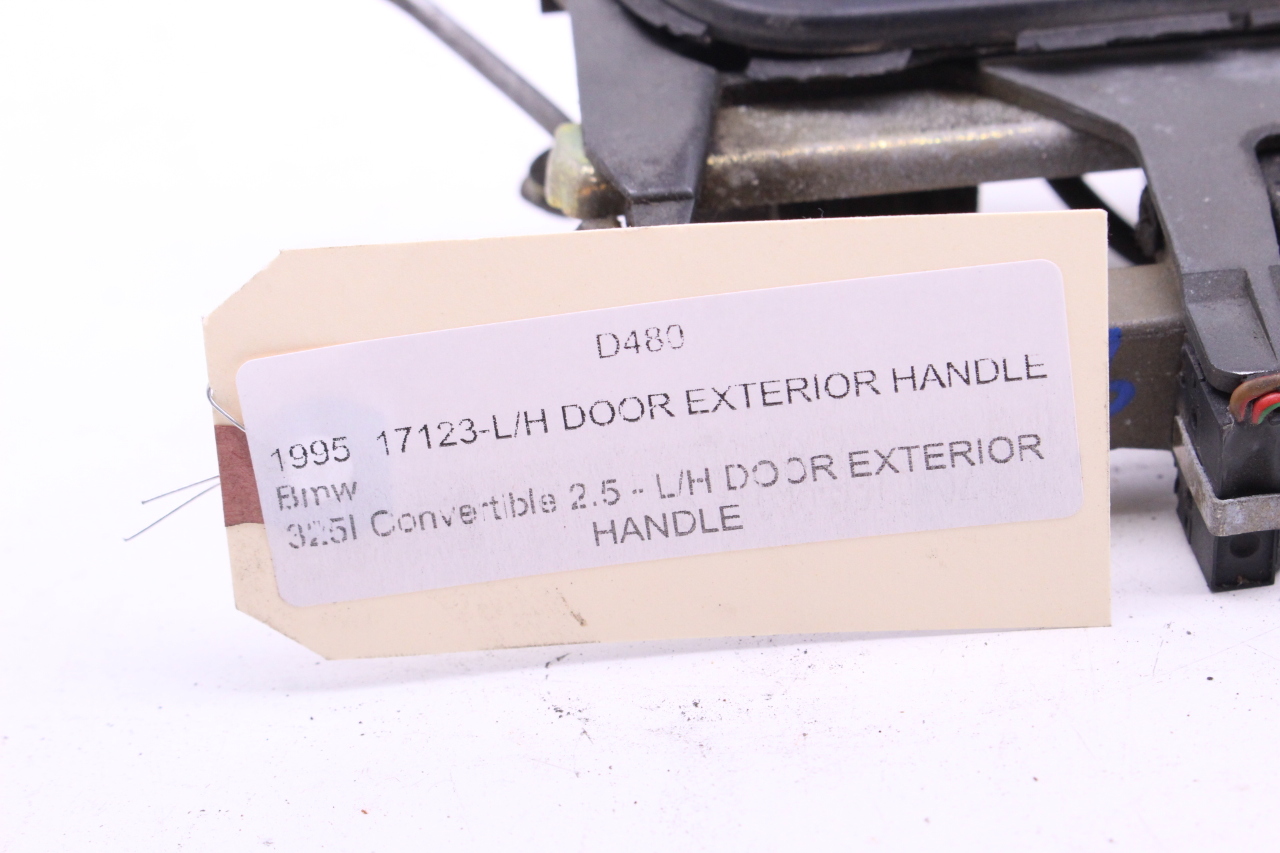 D480
1995 17123-L/H DOOR EXTERIOR HANDLE
Bmw
325I Convertible 2.5 - L/H DOOR EXTERIOR
HANDLE